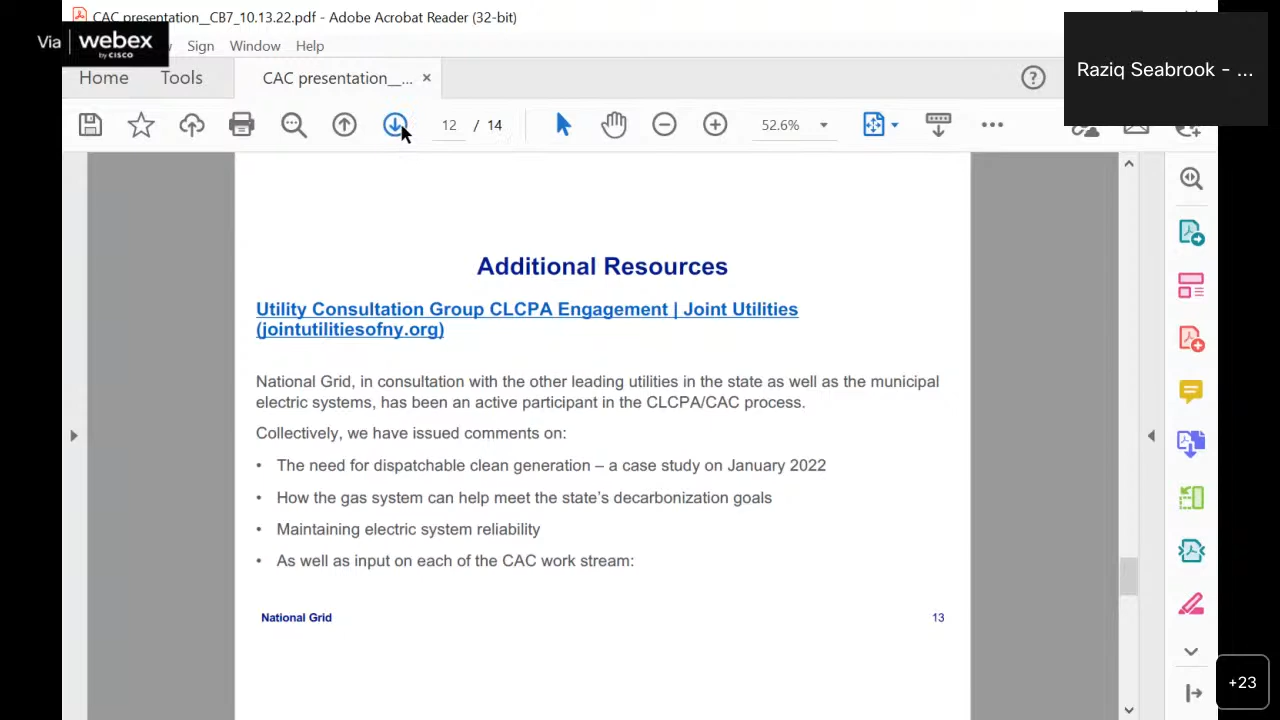 CAC presentation__CB7_10.13.22.pdf - Adobe Acrobat Reader (32-bit)
Via webex
by CISCO
Sign Window Help
Home Tools CAC presentation__... ×
Raziq Seabrook - ...
12 / 14
52.6%
Additional Resources
Utility Consultation Group CLCPA Engagement | Joint Utilities
(jointutilitiesofny.org)
National Grid, in consultation with the other leading utilities in the state as well as the municipal
electric systems, has been an active participant in the CLCPA/CAC process.
Collectively, we have issued comments on:
• The need for dispatchable clean generation – a case study on January 2022
• How the gas system can help meet the state's decarbonization goals
• Maintaining electric system reliability
• As well as input on each of the CAC work stream:
National Grid 13
+23